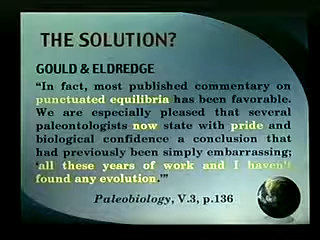 THE SOLUTION?
GOULD & ELDREDGE
“In fact, most published commentary on
punctuated equilibria has been favorable.
We are especially pleased that several
paleontologists now state with pride and
biological confidence a conclusion that
had previously been simply embarrassing;
all these years of work and I haven't
found any evolution.’”
Paleobiology, V.3, p.136